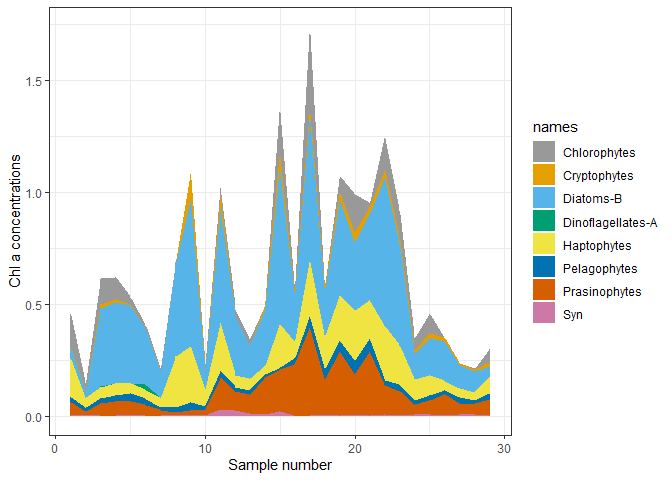 Chl a concentrations
1.5
1.0
0.5
0.0
0
10
20
30
Sample number
names
Chlorophytes
Cryptophytes
Diatoms-B
Dinoflagellates-A
Haptophytes
Pelagophytes
Prasinophytes
Syn